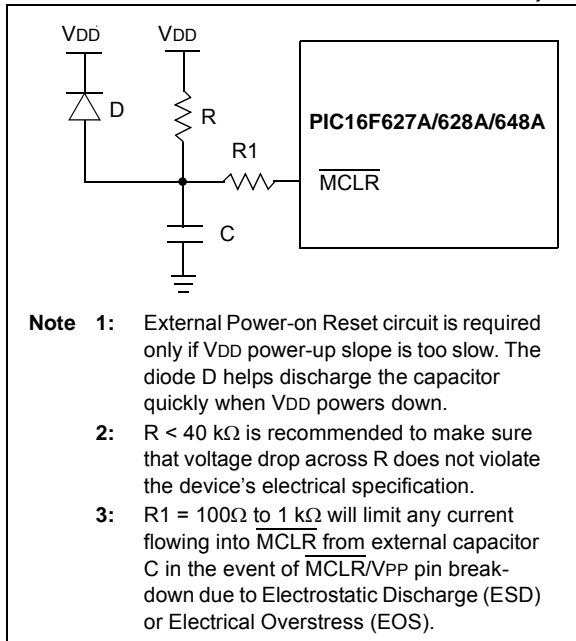 VDD VDD
D
R
PIC16F627A/628A/648A
R1
MCLR
C
Note 1: External Power-on Reset circuit is required
only if VDD power-up slope is too slow. The
diode D helps discharge the capacitor
quickly when VDD powers down.
2: R < 40 kΩ is recommended to make sure
that voltage drop across R does not violate
the device's electrical specification.
3: R1 = 100Ω to 1 kΩ will limit any current
flowing into MCLR from external capacitor
C in the event of MCLR/VPP pin break-
down due to Electrostatic Discharge (ESD)
or Electrical Overstress (EOS).